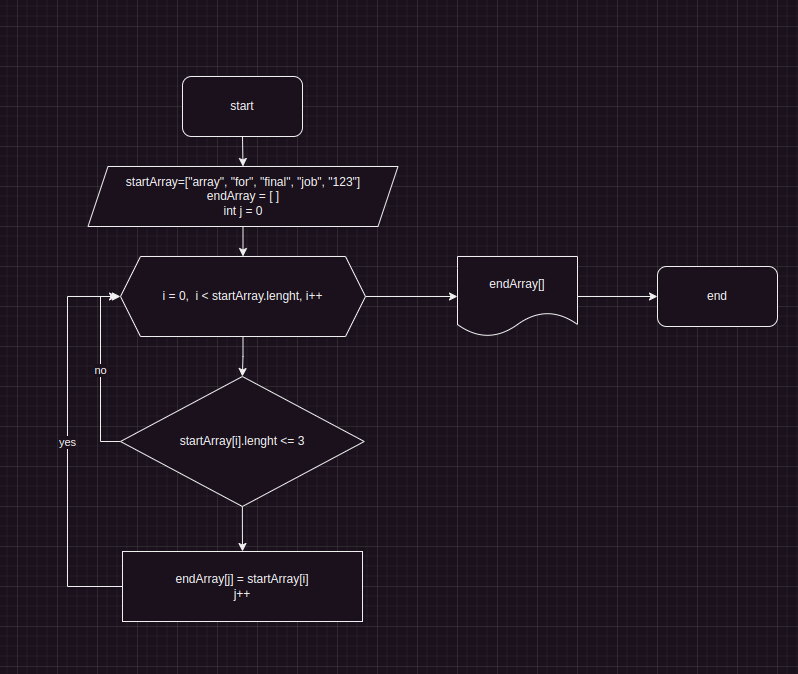 start
startArray=["array", "for", "final", "job", "123"]
endArray = [ ]
int j = 0
i = 0,  i < startArray.lenght, i++
endArray[]
end
no
yes
startArray[i].lenght <= 3
endArray[j] = startArray[i]
j++